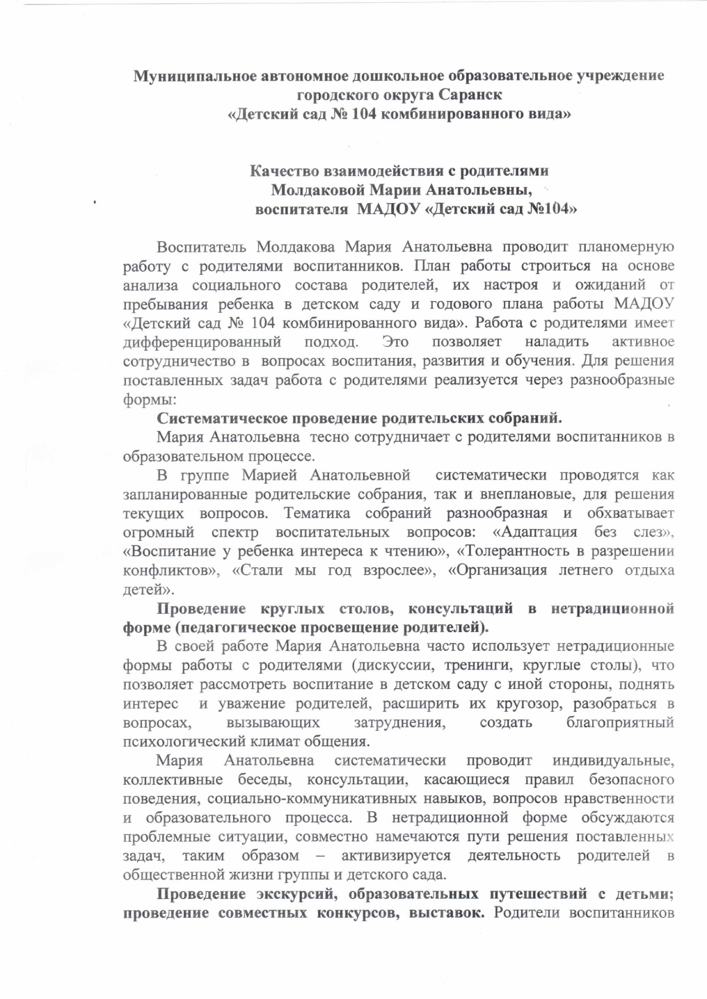 Муниципальное автономное дошкольное образовательное учреждение
городского округа Саранск
«Детский сад № 104 комбинированного вида»
Качество взаимодействия с родителями
Молдаковой Марии Анатольевны,
воспитателя МАДОУ «Детский сад №104»
Воспитатель Молдакова Мария Анатольевна проводит планомерную
работу с родителями воспитанников. План работы строиться на основе
анализа социального состава родителей, их настроя и ожиданий от
пребывания ребенка в детском саду и годового плана работы МАДОУ
«Детский сад № 104 комбинированного вида». Работа с родителями имеет
дифференцированный подход. Это позволяет наладить активное
сотрудничество в вопросах воспитания, развития и обучения. Для решения
поставленных задач работа с родителями реализуется через разнообразные
формы:
Систематическое проведение родительских собраний.
Мария Анатольевна тесно сотрудничает с родителями воспитанников в
образовательном процессе.
В группе Марией Анатольевной систематически проводятся как
запланированные родительские собрания, так и внеплановые, для решения
текущих вопросов. Тематика собраний разнообразная и обхватывает
огромный спектр воспитательных вопросов: «Адаптация без слез»,
«Воспитание у ребенка интереса к чтению», «Толерантность в разрешении
конфликтов», «Стали мы год взрослее», «Организация летнего отдыха
детей».
Проведение круглых столов, консультаций в нетрадиционной
форме (педагогическое просвещение родителей).
В своей работе Мария Анатольевна часто использует нетрадиционные
формы работы с родителями (дискуссии, тренинги, круглые столы), что
позволяет рассмотреть воспитание в детском саду с иной стороны, поднять
интерес и уважение родителей, расширить их кругозор, разобраться в
вопросах, вызывающих затруднения, создать благоприятный
психологический климат общения.
Мария Анатольевна систематически проводит индивидуальные,
коллективные беседы, консультации, касающиеся правил безопасного
поведения, социально-коммуникативных навыков, вопросов нравственности
и образовательного процесса. В нетрадиционной форме обсуждаются
проблемные ситуации, совместно намечаются пути решения поставленных
задач, таким образом – активизируется деятельность родителей в
общественной жизни группы и детского сада.
Проведение экскурсий, образовательных путешествий с детьми;
проведение совместных конкурсов, выставок. Родители воспитанников